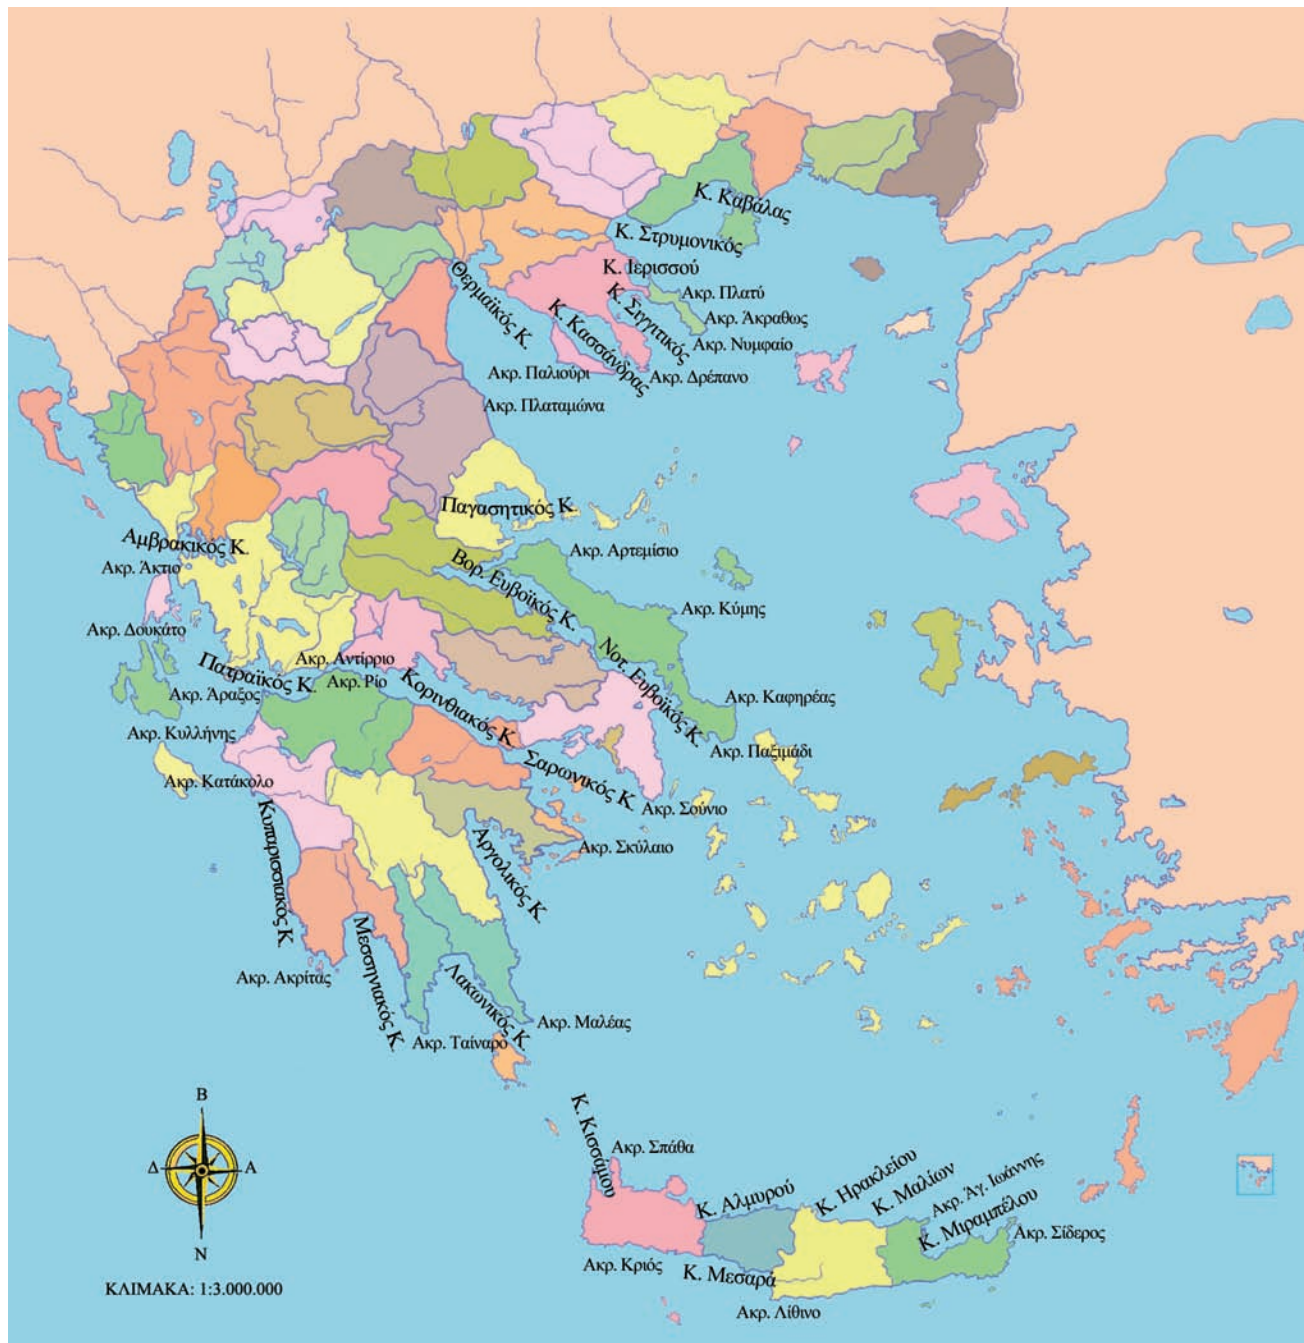 Κ. Καβάλας
Κ. Στρυμονικός
Κ. Ιερισσού
Θερμαϊκός Κ.
Κ. Κασσάνδρας
Κ. Σιγγιτικός
Ακρ. Πλατύ
Ακρ. Άκραθως
Ακρ. Νυμφαίο
Ακρ. Παλιούρι
Ακρ. Δρέπανο
Ακρ. Πλαταμώνα
Παγασητικός Κ.
Αμβρακικός Κ.
Ακρ. Άκτιο
Ακρ. Αρτεμίσιο
Βορ. Ευβοϊκός Κ.
Ακρ. Κύμης
Ακρ. Δουκάτο
Νοτ. Ευβοϊκός Κ.
Ακρ. Αντίρριο
Πατραϊκός Κ.
Ακρ. Ρίο
Κορινθιακός Κ.
Ακρ. Άραξος
Ακρ. Καφηρέας
Ακρ. Κυλλήνης
Ακρ. Παξιμάδι
Σαρωνικός Κ.
Ακρ. Κατάκολο
Ακρ. Σούνιο
Κυπαρισσιακός Κ.
Αργολικός Κ.
Ακρ. Σκύλαιο
Μεσσηνιακός Κ.
Ακρ. Ακρίτας
Λακωνικός Κ.
Ακρ. Μαλέας
Ακρ. Ταίναρο
Β
Δ
Α
Ν
ΚΛΙΜΑΚΑ: 1:3.000.000
Κ. Κισσάμου
Ακρ. Σπάθα
Κ. Αλμυρού
Κ. Ηρακλείου
Κ. Μαλίων
Ακρ. Άγ. Ιωάννης
Κ. Μιραμπέλου
Ακρ. Σίδερος
Ακρ. Κριός
Κ. Μεσαρά
Ακρ. Λίθινο